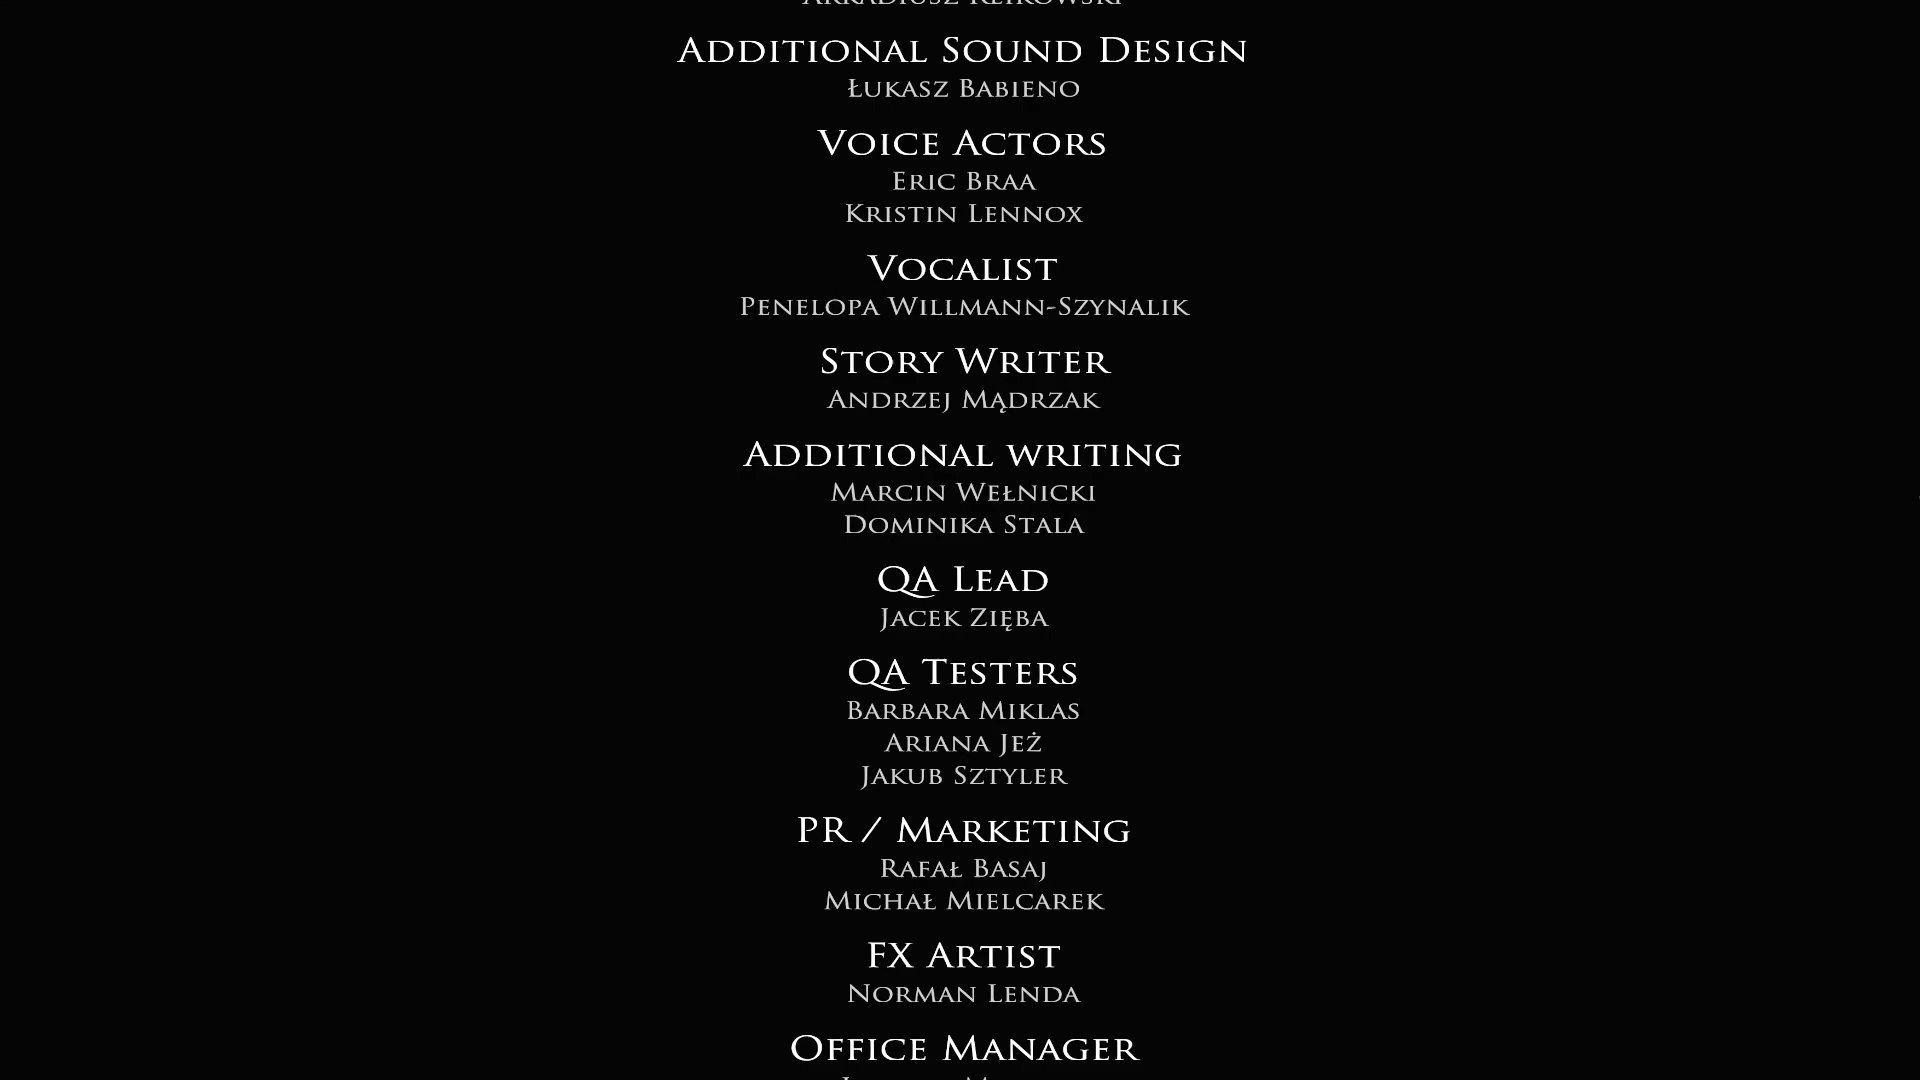 Additional Sound Design
Łukasz Babieno
Voice Actors
Eric Braa
Kristin Lennox
Vocalist
Penelopa Willmann-Szynalik
Story Writer
Andrzej Mądrzak
Additional writing
Marcin Wełnicki
Dominika Stala
QA Lead
Jacek Zięba
QA Testers
Barbara Miklas
Ariana Jeż
Jakub Sztyler
PR / Marketing
Rafał Basaj
Michał Mielcarek
FX Artist
Norman Lenda
Office Manager